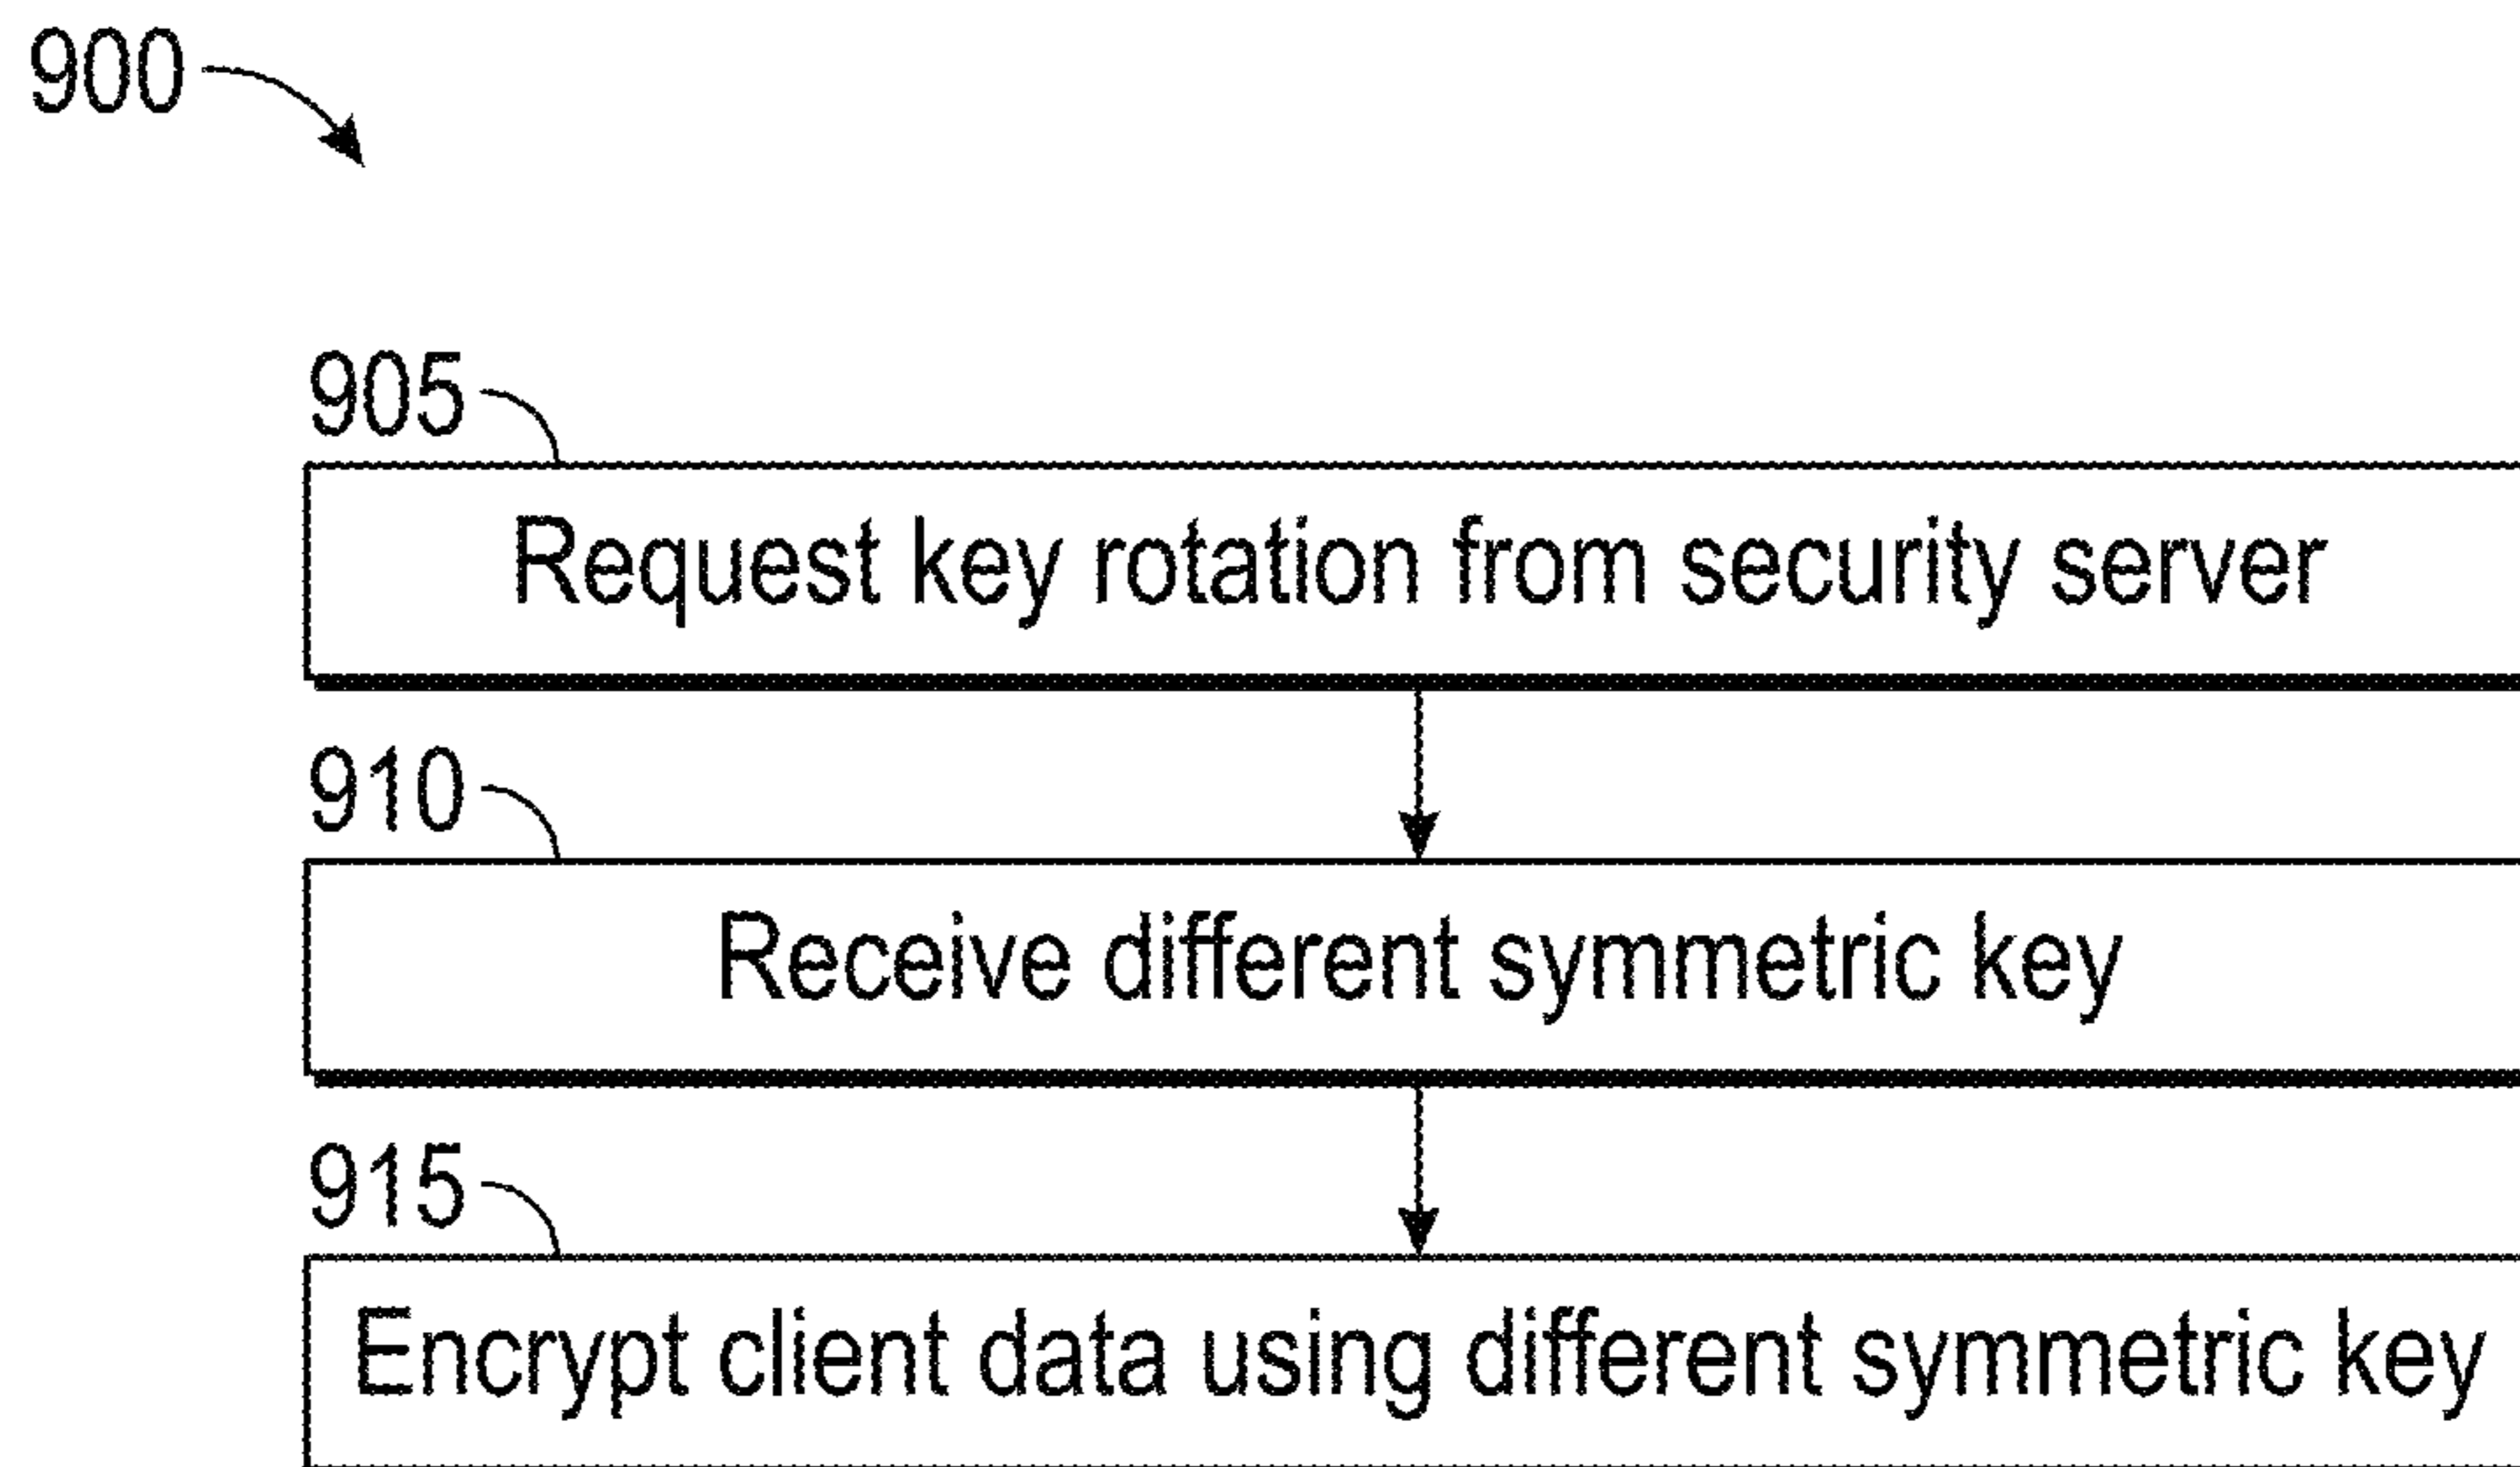 900
905
Request key rotation from security server
910
Receive different symmetric key
915
Encrypt client data using different symmetric key